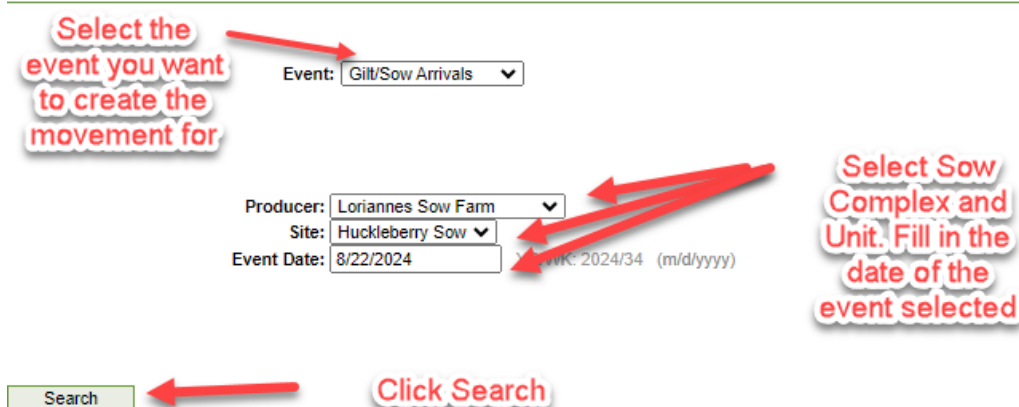 Select the
event you want
to create the
movement for
Event: Gilt/Sow Arrivals
Producer: Loriannes Sow Farm
Site: Huckleberry Sow
Event Date: 8/22/2024 2024/34 (m/d/yyyy)
Select Sow
Complex and
Unit. Fill in the
date of the
event selected
Search
Click Search